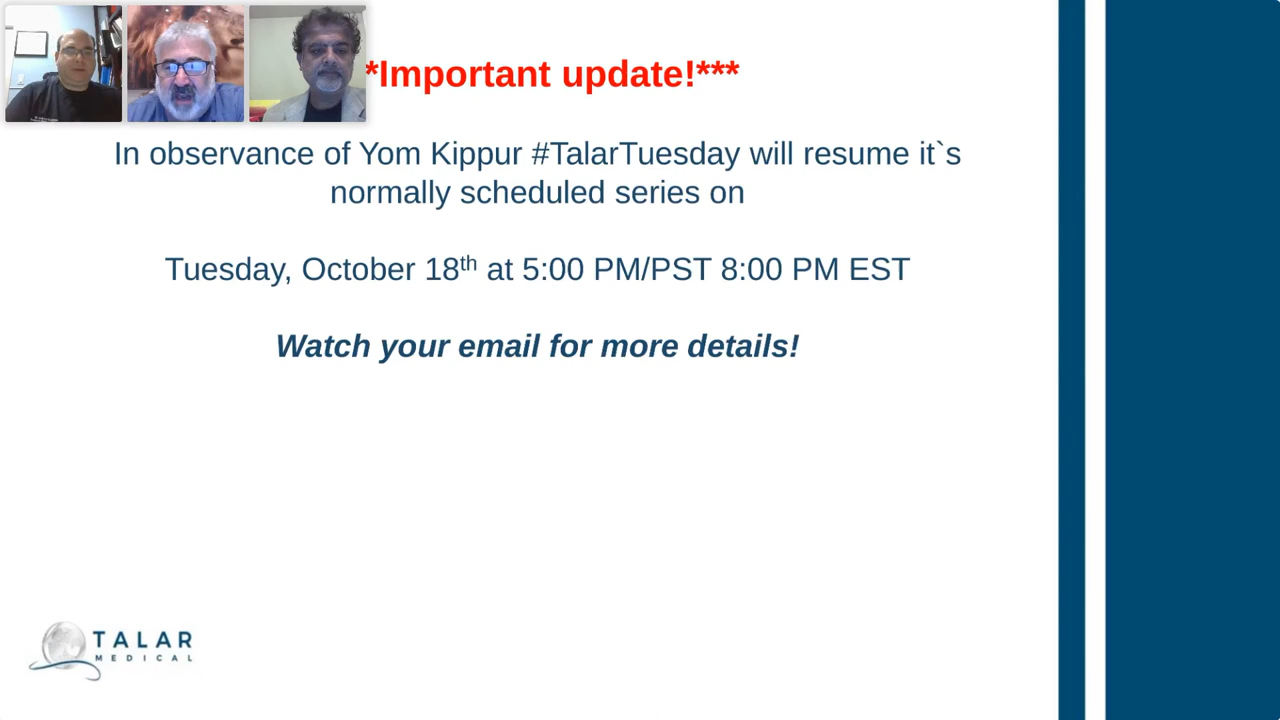 *Important update!***
In observance of Yom Kippur #TalarTuesday will resume it`s
normally scheduled series on
Tuesday, October 18th at 5:00 PM/PST 8:00 PM EST
Watch your email for more details!
TALAR
MEDICAL